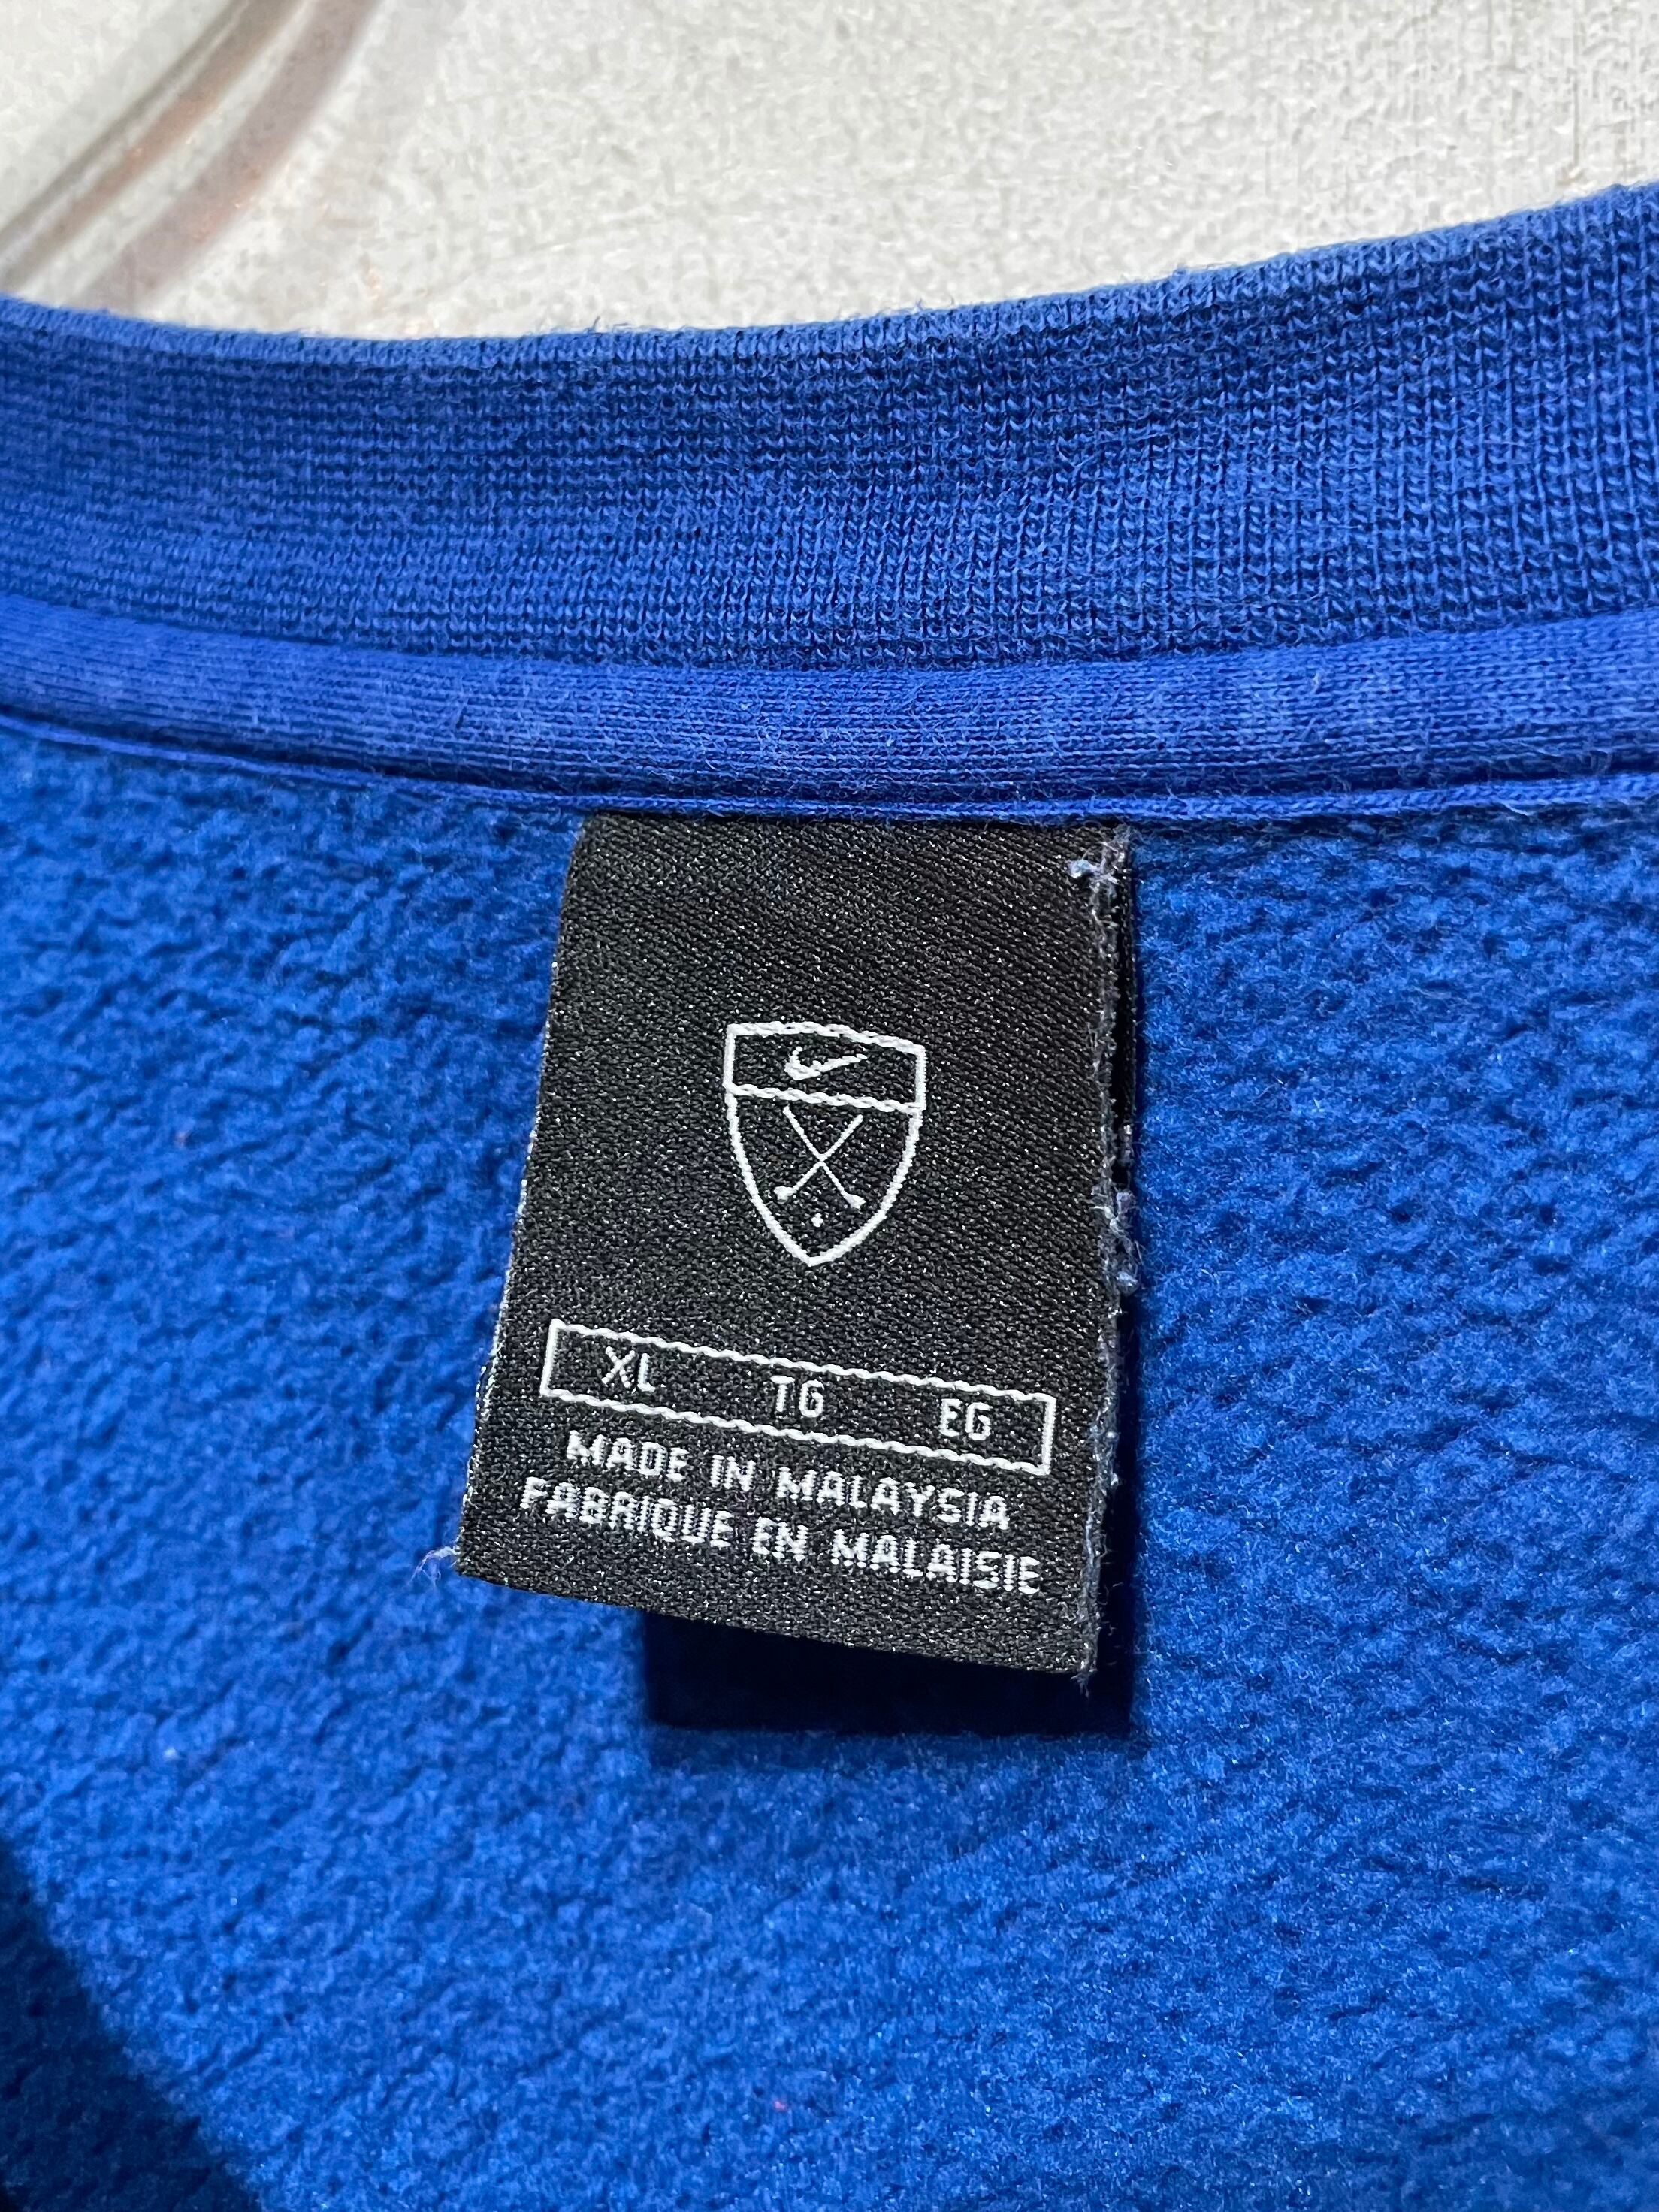 XL TG EG
MADE IN MALAYSIA
FABRIQUE EN MALAISIE